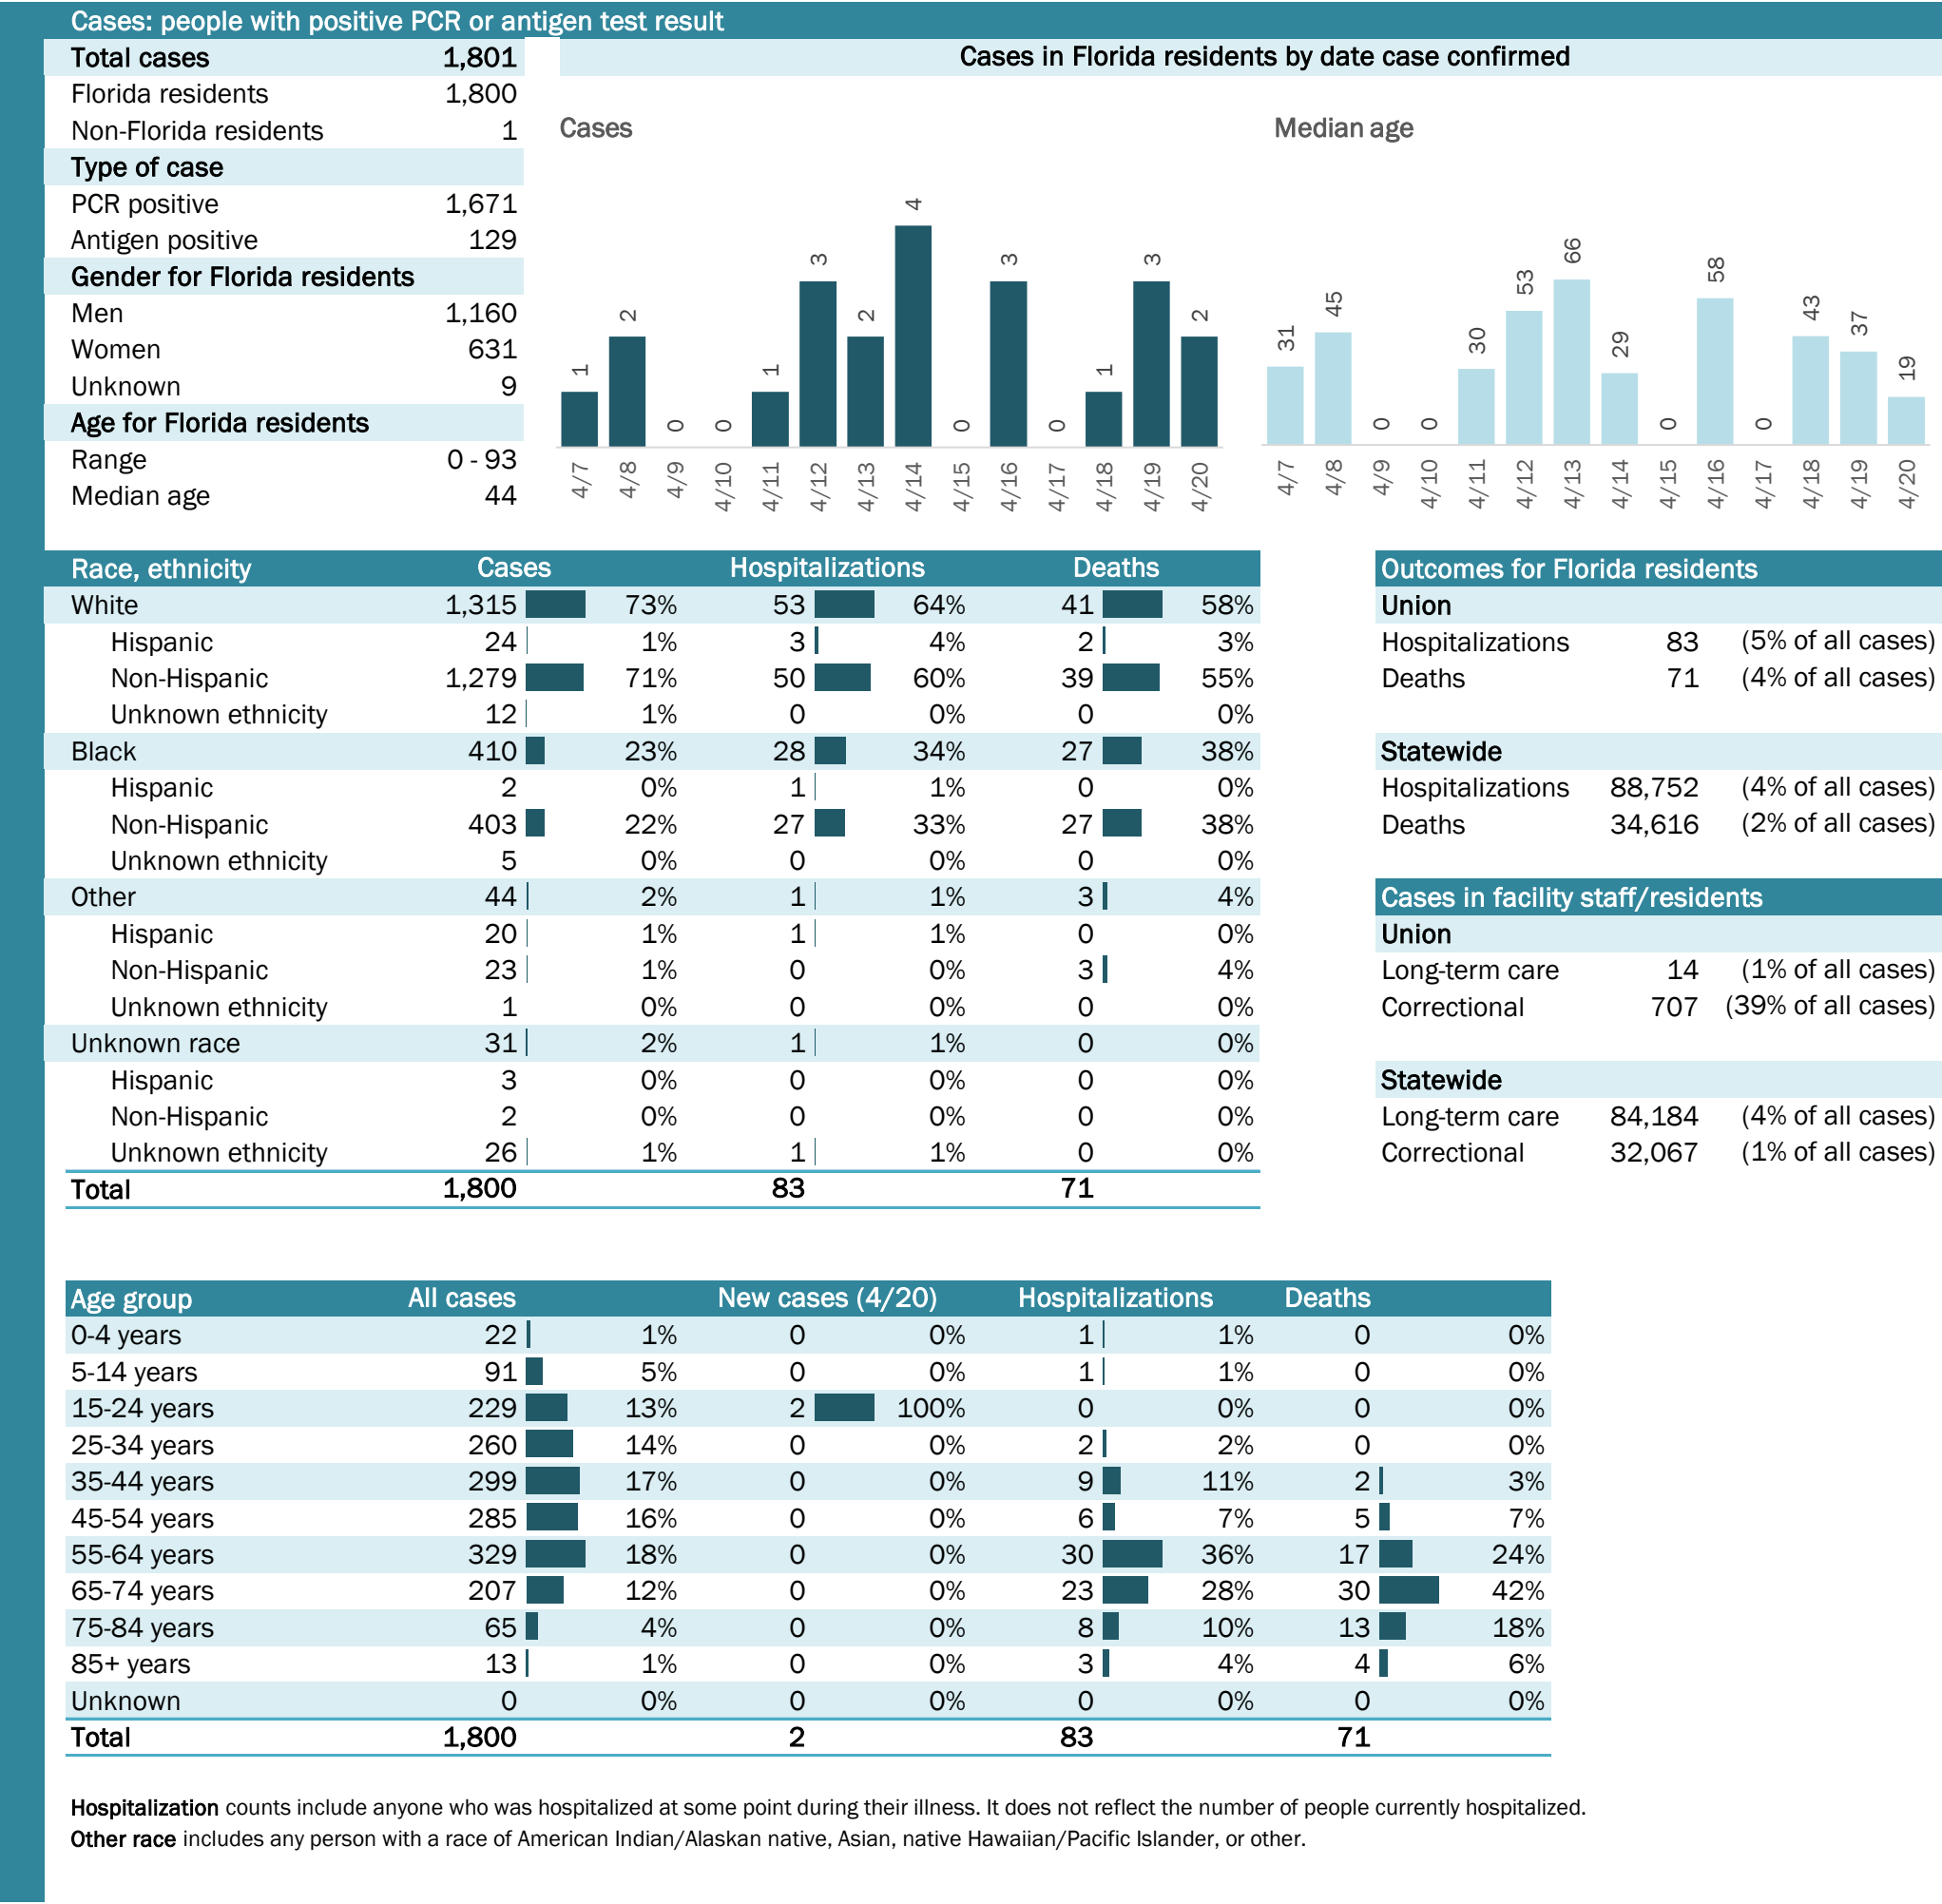 Cases: people with positive PCR or antigen test result
Total cases 1,801
Florida residents 1,800
Non-Florida residents 1
Type of case
PCR positive 1,671
Antigen positive 129
Gender for Florida residents
Men 1,160
Women 631
Unknown 9
Age for Florida residents
Range 0 - 93
Median age 44
Cases in Florida residents by date case confirmed
Cases
1 2 0 0 1 3 2 4 0 3 0 1 3 2
4/7 4/8 4/9 4/10 4/11 4/12 4/13 4/14 4/15 4/16 4/17 4/18 4/19 4/20
Median age
31 45 0 0 30 53 66 29 0 58 0 43 37 19
4/7 4/8 4/9 4/10 4/11 4/12 4/13 4/14 4/15 4/16 4/17 4/18 4/19 4/20
Race, ethnicity Cases Hospitalizations Deaths
White 1,315 73% 53 64% 41 58%
Hispanic 24 1% 3 4% 2 3%
Non-Hispanic 1,279 71% 50 60% 39 55%
Unknown ethnicity 12 1% 0 0% 0 0%
Black 410 23% 28 34% 27 38%
Hispanic 2 0% 1 1% 0 0%
Non-Hispanic 403 22% 27 33% 27 38%
Unknown ethnicity 5 0% 0 0% 0 0%
Other 44 2% 1 1% 3 4%
Hispanic 20 1% 1 1% 0 0%
Non-Hispanic 23 1% 0 0% 3 4%
Unknown ethnicity 1 0% 0 0% 0 0%
Unknown race 31 2% 1 1% 0 0%
Hispanic 3 0% 0 0% 0 0%
Non-Hispanic 2 0% 0 0% 0 0%
Unknown ethnicity 26 1% 1 1% 0 0%
Total 1,800 83 71
Outcomes for Florida residents
Union
Hospitalizations 83 (5% of all cases)
Deaths 71 (4% of all cases)
Statewide
Hospitalizations 88,752 (4% of all cases)
Deaths 34,616 (2% of all cases)
Cases in facility staff/residents
Union
Long-term care 14 (1% of all cases)
Correctional 707 (39% of all cases)
Statewide
Long-term care 84,184 (4% of all cases)
Correctional 32,067 (1% of all cases)
Age group All cases New cases (4/20) Hospitalizations Deaths
0-4 years 22 1% 0 0% 1 1% 0 0%
5-14 years 91 5% 0 0% 1 1% 0 0%
15-24 years 229 13% 2 100% 0 0% 0 0%
25-34 years 260 14% 0 0% 2 2% 0 0%
35-44 years 299 17% 0 0% 9 11% 2 3%
45-54 years 285 16% 0 0% 6 7% 5 7%
55-64 years 329 18% 0 0% 30 36% 17 24%
65-74 years 207 12% 0 0% 23 28% 30 42%
75-84 years 65 4% 0 0% 8 10% 13 18%
85+ years 13 1% 0 0% 3 4% 4 6%
Unknown 0 0% 0 0% 0 0% 0 0%
Total 1,800 2 83 71
Hospitalization counts include anyone who was hospitalized at some point during their illness. It does not reflect the number of people currently hospitalized.
Other race includes any person with a race of American Indian/Alaskan native, Asian, native Hawaiian/Pacific Islander, or other.